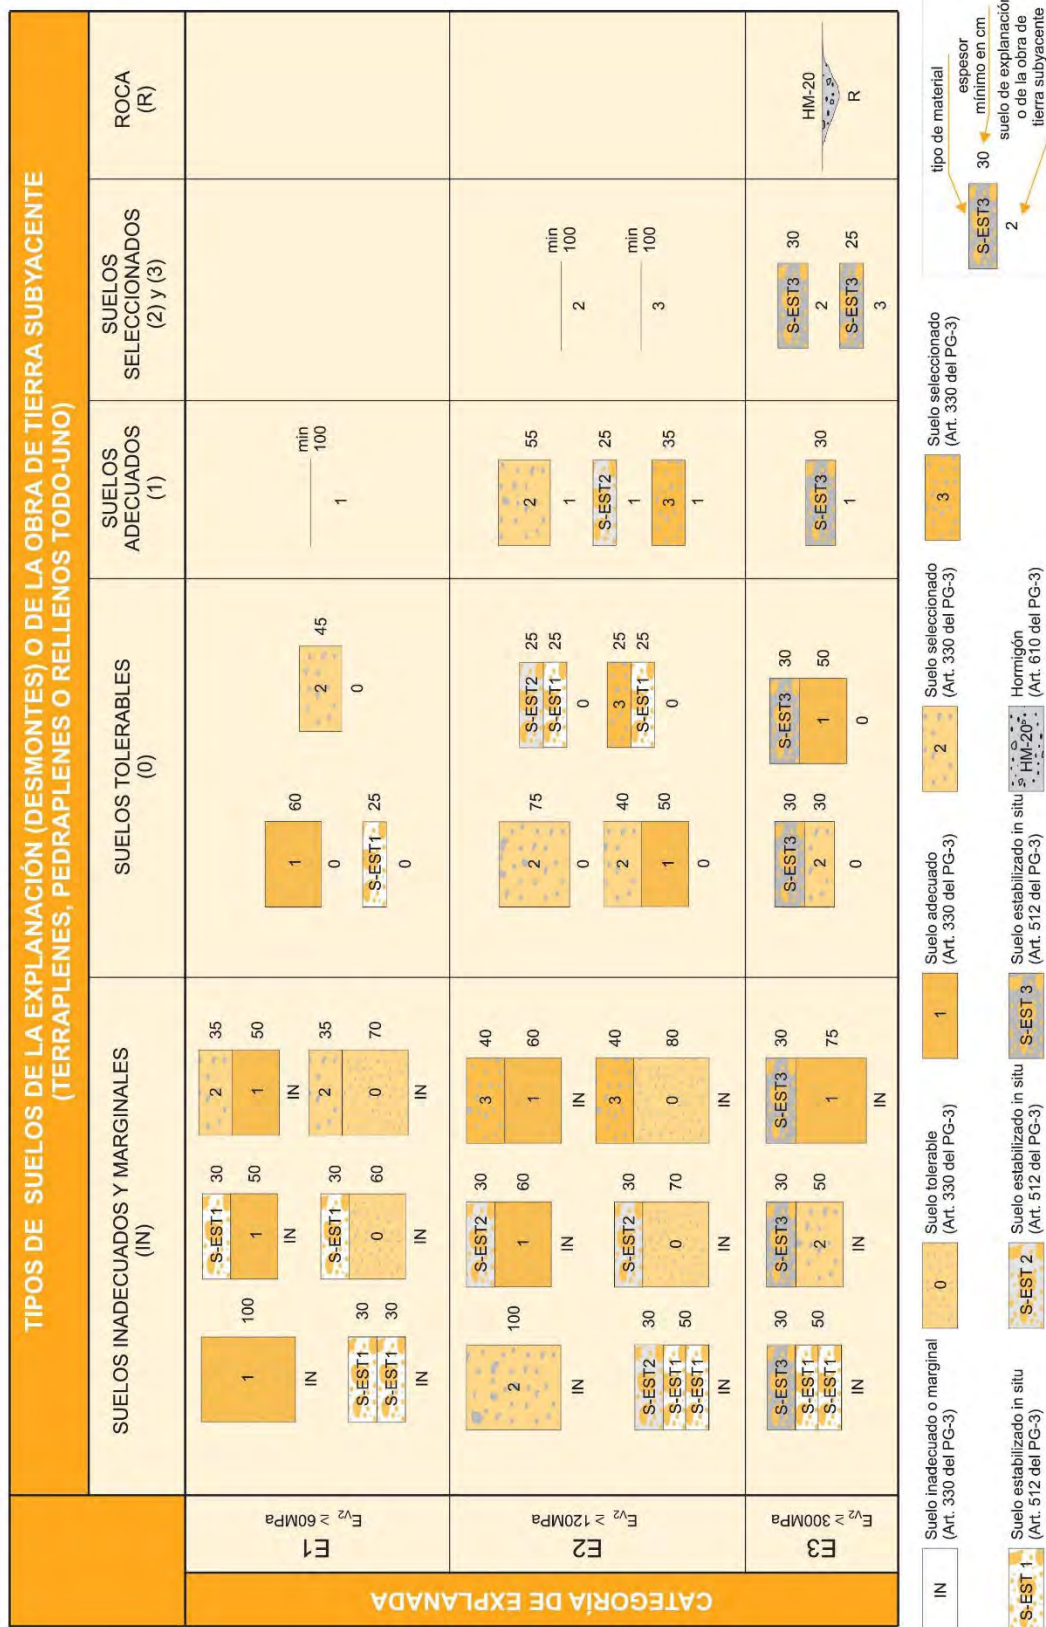 TIPOS DE SUELOS DE LA EXPLANACIÓN (DESMONTES) O DE LA OBRA DE TIERRA SUBYACENTE
(TERRAPLENES, PEDRAPLENES O RELLENOS TODO-UNO)
SUELOS INADECUADOS Y MARGINALES
(IN)
SUELOS TOLERABLES
(0)
SUELOS
ADECUADOS
(1)
SUELOS
SELECCIONADOS
(2) y (3)
ROCA
(R)
CATEGORÍA DE EXPLANADA
E1
Ev2 ≥ 60MPa
1
100
IN
S-EST1
30
S-EST1
30
IN
S-EST1
30
1
50
IN
S-EST1
30
0
60
IN
2
35
1
50
IN
2
35
0
70
IN
1
60
0
S-EST1
25
0
2
45
0
min
100
1
E2
Ev2 ≥ 120MPa
2
100
IN
S-EST2
30
S-EST1
50
S-EST1
IN
S-EST2
30
1
60
IN
S-EST2
30
0
70
IN
3
40
1
60
IN
3
40
0
80
IN
2
75
0
2
40
1
50
0
S-EST2
25
S-EST1
25
0
3
25
S-EST1
25
0
2
55
1
S-EST2
25
1
3
35
1
min
100
2
min
100
3
E3
Ev2 ≥ 300MPa
S-EST3
30
S-EST1
50
S-EST1
IN
S-EST3
30
2
50
IN
S-EST3
30
1
75
IN
S-EST3
30
2
30
0
S-EST3
30
1
50
0
S-EST3
30
1
S-EST3
30
2
S-EST3
25
3
HM-20
R
IN
Suelo inadecuado o marginal
(Art. 330 del PG-3)
0
Suelo tolerable
(Art. 330 del PG-3)
1
Suelo adecuado
(Art. 330 del PG-3)
2
Suelo seleccionado
(Art. 330 del PG-3)
3
Suelo seleccionado
(Art. 330 del PG-3)
S-EST 1
Suelo estabilizado in situ
(Art. 512 del PG-3)
S-EST 2
Suelo estabilizado in situ
(Art. 512 del PG-3)
S-EST 3
Suelo estabilizado in situ
(Art. 512 del PG-3)
HM-20
Hormigón
(Art. 610 del PG-3)
tipo de material
espesor
mínimo en cm
S-EST3
30
2
suelo de explanación
o de la obra de
tierra subyacente